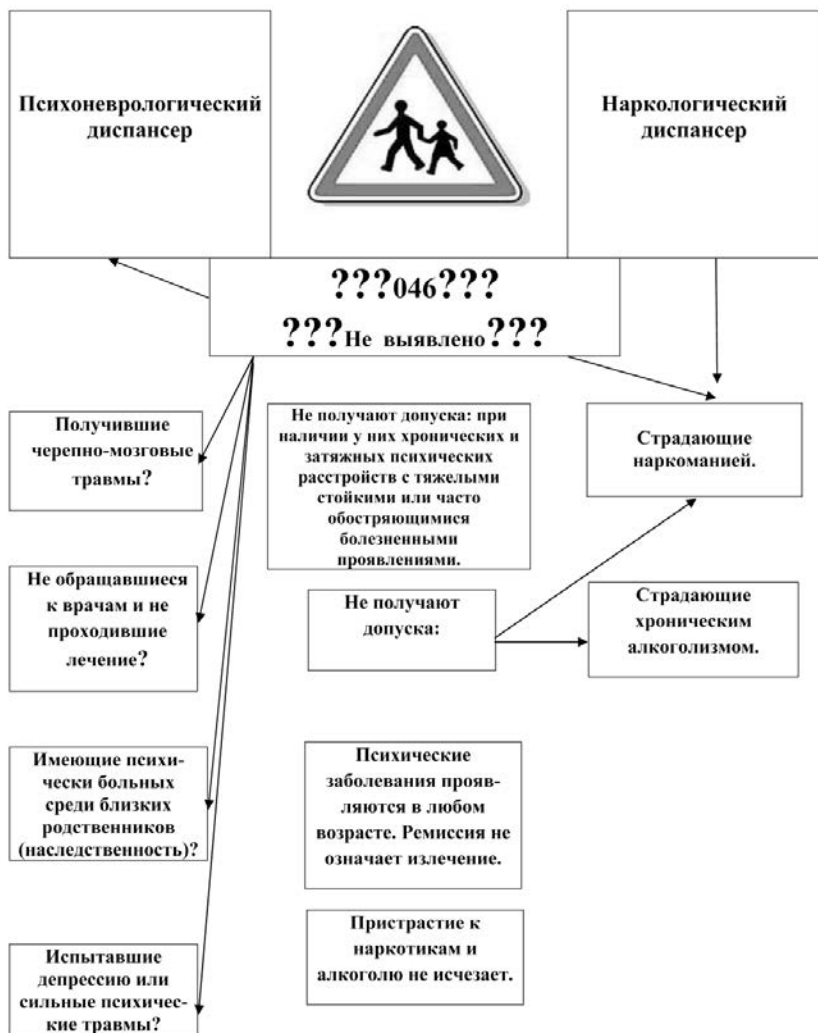 Психоневрологический
диспансер
Наркологический
диспансер
???046???
???Не выявлено???
Получившие
черепно-мозговые
травмы?
Не получают допуска: при
наличии у них хронических и
затяжных психических
расстройств с тяжелыми
стойкими или часто
обостряющимися
болезненными
проявлениями.
Страдающие
наркоманией.
Не обращавшиеся
к врачам и не
проходившие
лечение?
Не получают
допуска:
Страдающие
хроническим
алкоголизмом.
Имеющие психи-
чески больных
среди близких
родственников
(наследственность)?
Психические
заболевания прояв-
ляются в любом
возрасте. Ремиссия не
означает излечение.
Испытавшие
депрессию или
сильные психичес-
кие травмы?
Пристрастие к
наркотикам и
алкоголю не исчезает.